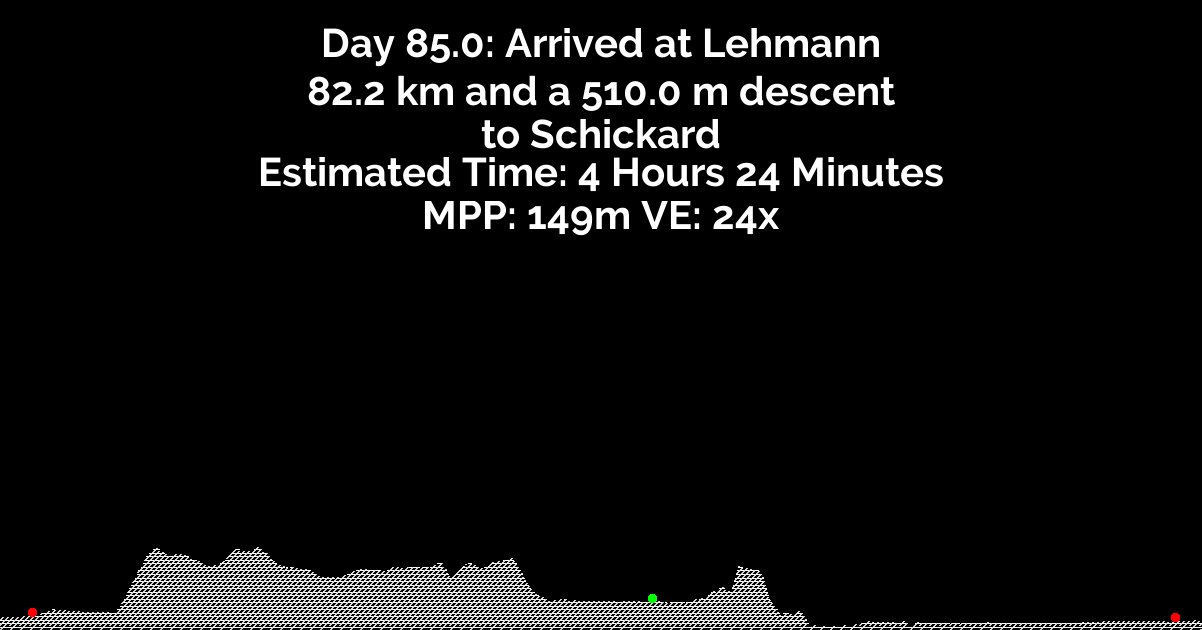 Day 85.0: Arrived at Lehmann
82.2 km and a 510.0 m descent
to Schickard
Estimated Time: 4 Hours 24 Minutes
MPP: 149m VE: 24x